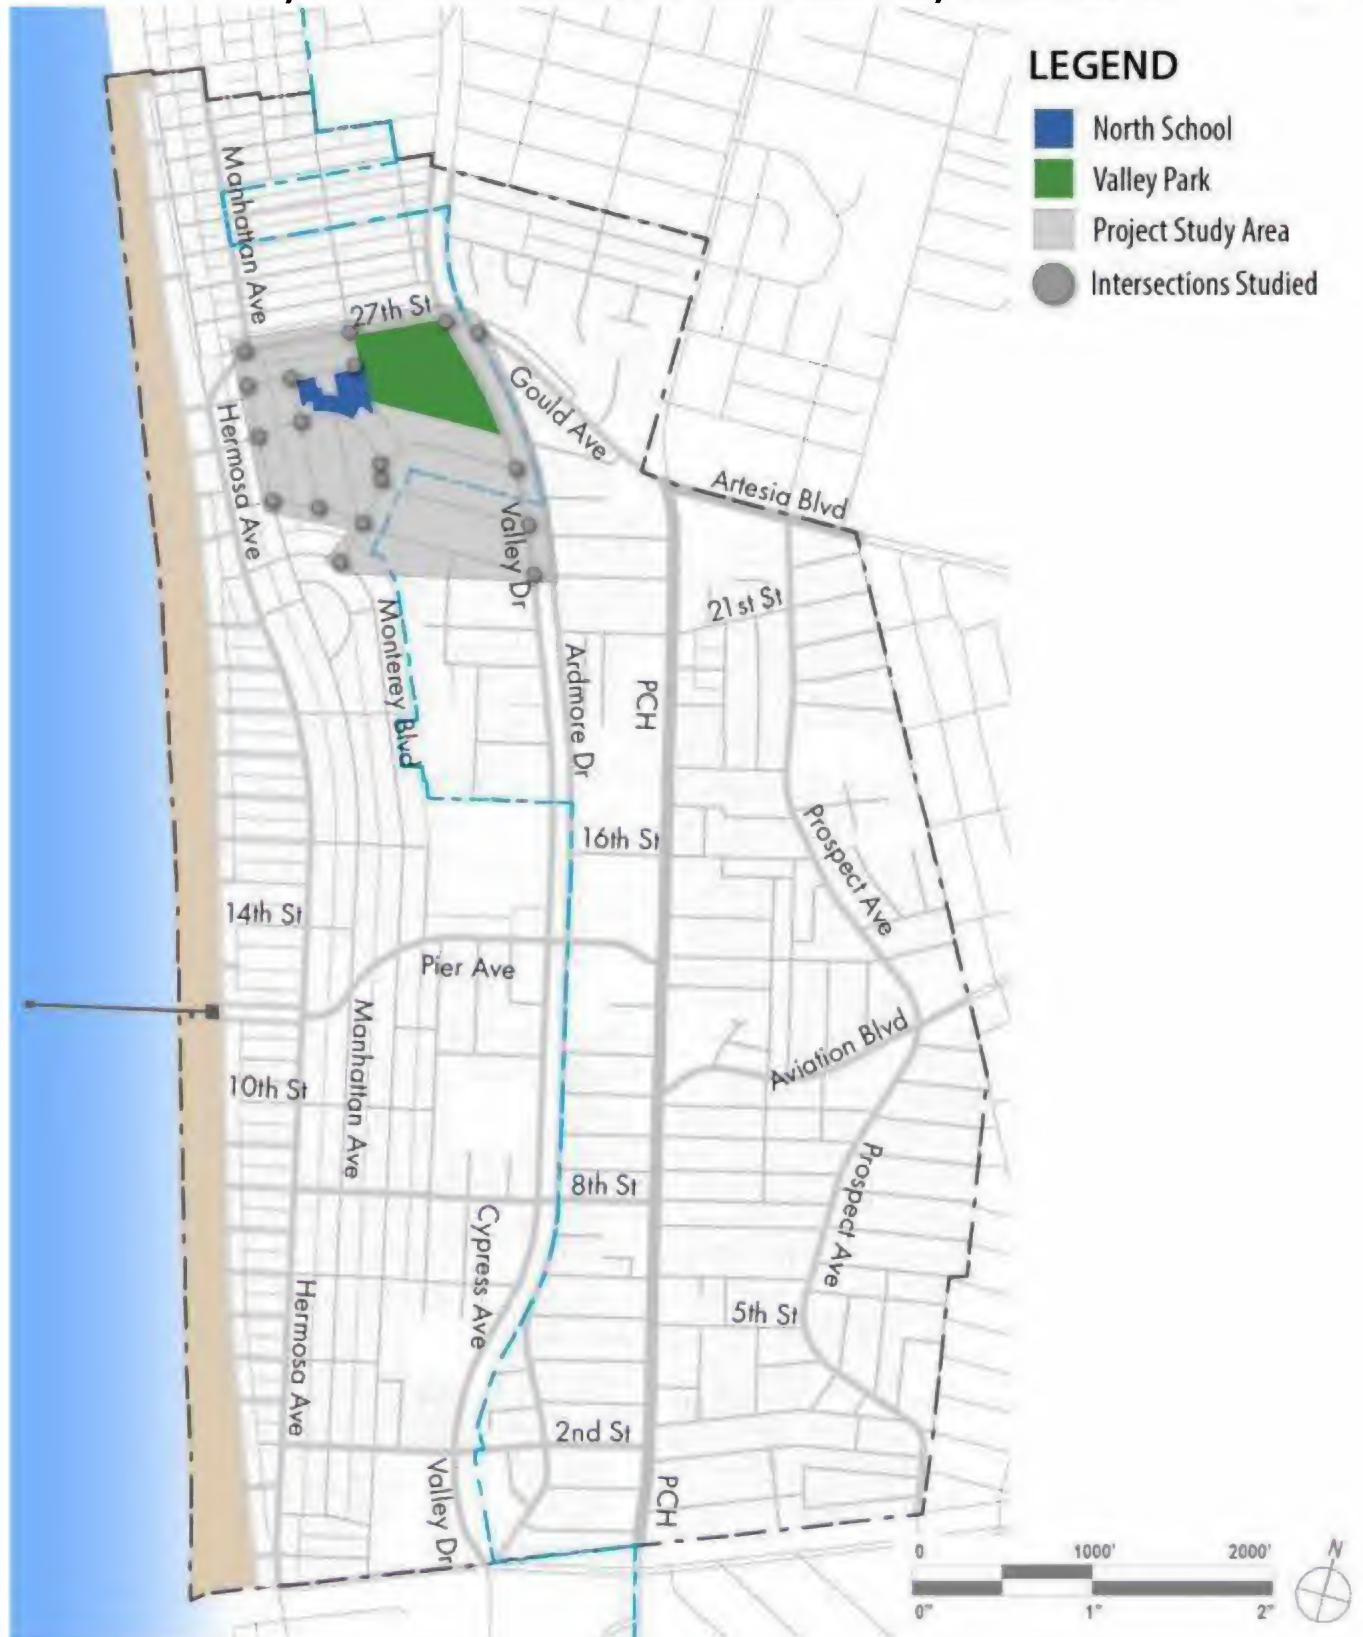 LEGEND
North School
Valley Park
Project Study Area
Intersections Studied
Manhattan Ave
27th St
Gould Ave
Hermosa Ave
Artesia Blvd
Valley Dr
21st St
Monterey Blvd
Ardmore Dr
PCH
16th St
Prospect Ave
14th St
Pier Ave
Manhattan Ave
Aviation Blvd
10th St
8th St
Prospect Ave
Cypress Ave
5th St
Hermosa Ave
2nd St
Valley Dr
PCH
0 1000' 2000'
N
0" 1" 2"